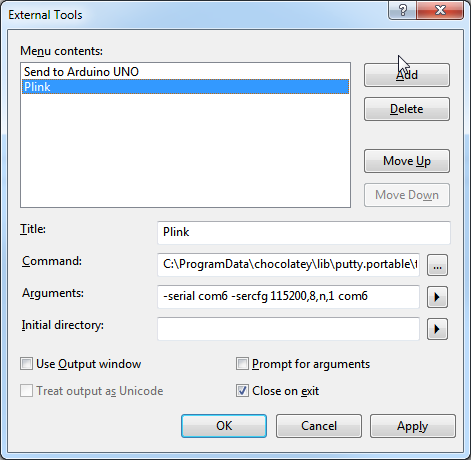 External Tools
?
Menu contents:
Send to Arduino UNO
Plink
Add
Delete
Move Up
Move Down
Title:
Plink
Command:
C:\ProgramData\chocolatey\lib\putty.portable\t
...
Arguments:
-serial com6 -sercfg 115200,8,n,1 com6
Initial directory:
Use Output window
Prompt for arguments
Treat output as Unicode
Close on exit
OK
Cancel
Apply